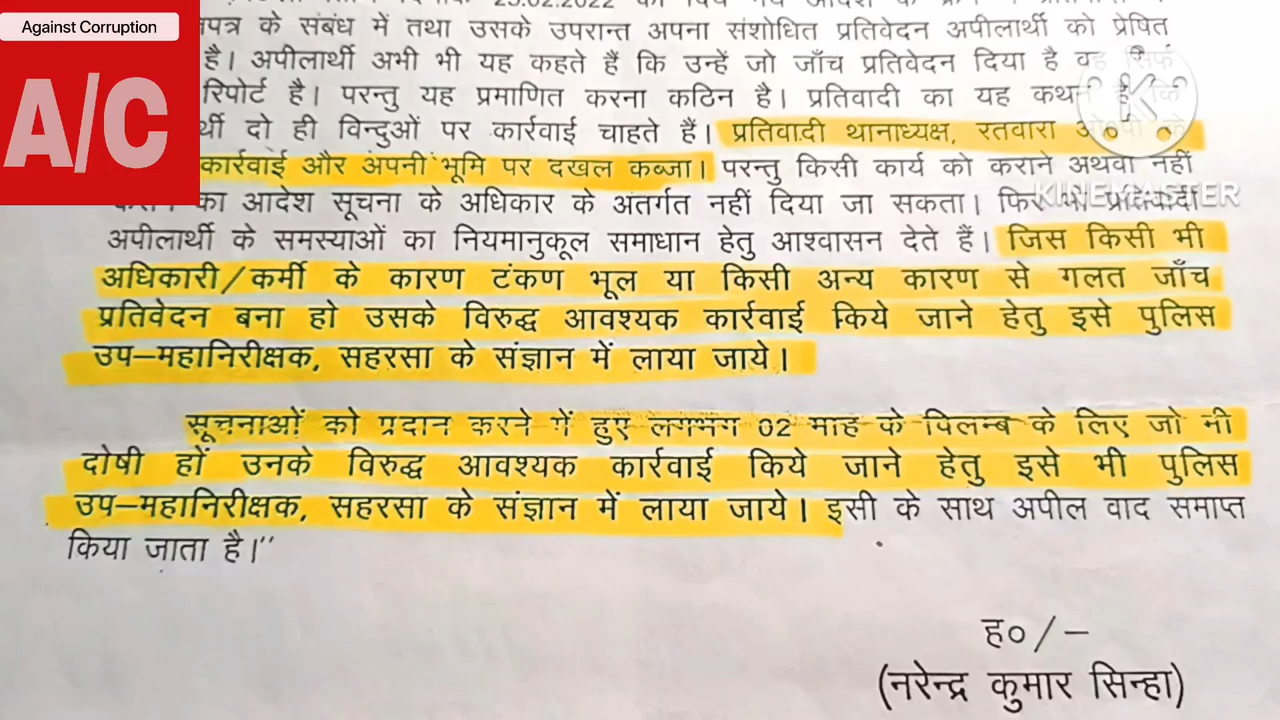 Against Corruption
A/C
23.02.2022
के संबंध में तथा उसके उपरान्त अपना संशोधित प्रतिवेदन अपीलार्थी को प्रेषित
है। अपीलार्थी अभी भी यह कहते हैं कि उन्हें जो जाँच प्रतिवेदन दिया है वह सिर्फ
रिपोर्ट है। परन्तु यह प्रमाणित करना कठिन है। प्रतिवादी का यह कथन है कि
र्थी दो ही विन्दुओं पर कार्रवाई चाहते हैं। प्रतिवादी थानाध्यक्ष, रतवारा
कार्रवाई और अपनी भूमि पर दखल कब्जा। परन्तु किसी कार्य को कराने अथवा नहीं
का आदेश सूचना के अधिकार के अंतर्गत नहीं दिया जा सकता। फिर भी प्रतिवादी
KINEMASTER
अपीलार्थी के समस्याओं का नियमानुकूल समाधान हेतु आश्वासन देते हैं। जिस किसी भी
अधिकारी/कर्मी के कारण टंकण भूल या किसी अन्य कारण से गलत जाँच
प्रतिवेदन बना हो उसके विरुद्ध आवश्यक कार्रवाई किये जाने हेतु इसे पुलिस
उप–महानिरीक्षक, सहरसा के संज्ञान में लाया जाये।
सूचनाओं को प्रदान करने में हुए लगभग 02 माह के विलम्ब के लिए जो भी
दोषी हों उनके विरुद्ध आवश्यक कार्रवाई किये जाने हेतु इसे भी पुलिस
उप–महानिरीक्षक, सहरसा के संज्ञान में लाया जाये। इसी के साथ अपील वाद समाप्त
किया जाता है।"
ह०/–
(नरेन्द्र कुमार सिन्हा)